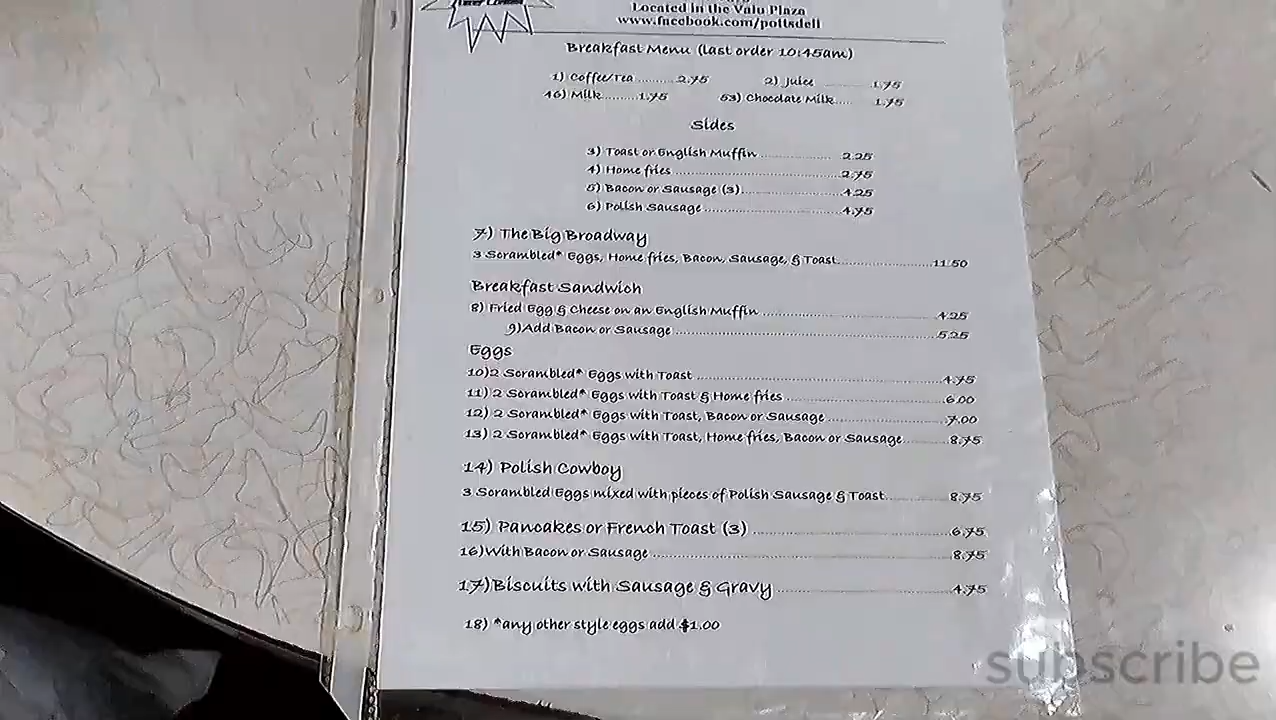 Located in the Valu Plaza
www.facebook.com/pottsdeli
Breakfast Menu (last order 10:45am)
1) Coffee/Tea ......... 2.75 2) Juice ............ 1.75
46) Milk.......... 1.75 53) Chocolate Milk..... 1.75
Sides
3) Toast or English Muffin .................. 2.25
4) Home fries ............................................ 2.75
5) Bacon or Sausage (3).......................... 4.25
6) Polish Sausage ................................... 4.75
7) The Big Broadway
3 Scrambled* Eggs, Home fries, Bacon, Sausage, & Toast......................... 11.50
Breakfast Sandwich
8) Fried Egg & Cheese on an English Muffin ............................................. 4.25
9)Add Bacon or Sausage .................................................................. 5.25
Eggs
10)2 Scrambled* Eggs with Toast ............................................................... 4.75
11) 2 Scrambled* Eggs with Toast & Home fries ........................................ 6.00
12) 2 Scrambled* Eggs with Toast, Bacon or Sausage ............................... 7.00
13) 2 Scrambled* Eggs with Toast, Home fries, Bacon or Sausage........... 8.75
14) Polish Cowboy
3 Scrambled Eggs mixed with pieces of Polish Sausage & Toast................ 8.75
15) Pancakes or French Toast (3) .................................................. 6.75
16)With Bacon or Sausage ........................................................................... 8.75
17)Biscuits with Sausage & Gravy ............................................ 4.75
18) *any other style eggs add $1.00
subscribe